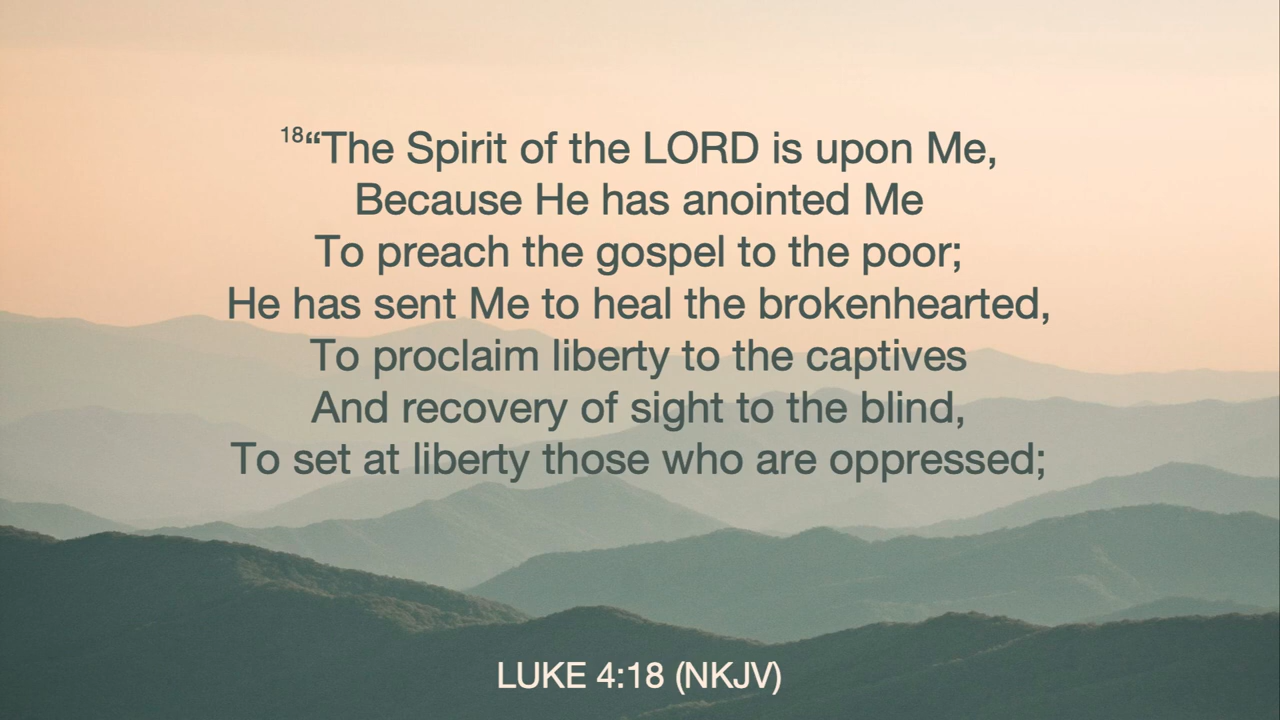 18“The Spirit of the LORD is upon Me,
Because He has anointed Me
To preach the gospel to the poor;
He has sent Me to heal the brokenhearted,
To proclaim liberty to the captives
And recovery of sight to the blind,
To set at liberty those who are oppressed;
LUKE 4:18 (NKJV)